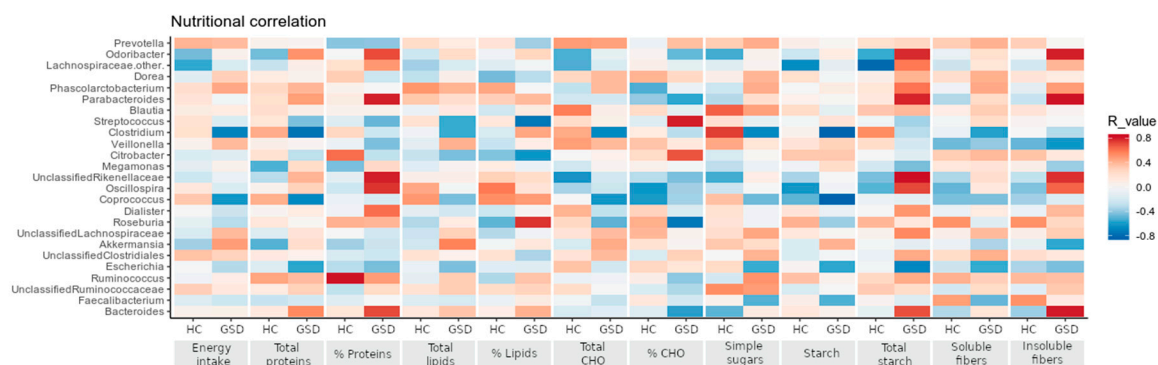 Nutritional correlation
Prevotella
Odoribacter
Lachnospiraceae.other.
Dorea
Phascolarctobacterium
Parabacteroides
Blautia
Streptococcus
Clostridium
Veillonella
Citrobacter
Megamonas
UnclassifiedRikenellaceae
Oscillospira
Coprococcus
Dialister
Roseburia
UnclassifiedLachnospiraceae
Akkermansia
UnclassifiedClostridiales
Escherichia
Ruminococcus
UnclassifiedRuminococcaceae
Faecalibacterium
Bacteroides
R_value
0.8
0.4
0.0
-0.4
-0.8
HC GSD HC GSD HC GSD HC GSD HC GSD HC GSD HC GSD HC GSD HC GSD HC GSD HC GSD HC GSD
Energy intake
Total proteins
% Proteins
Total lipids
% Lipids
Total CHO
% CHO
Simple sugars
Starch
Total starch
Soluble fibers
Insoluble fibers